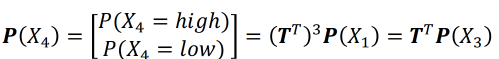 𝑷(𝑋₄) = [𝑃(𝑋₄ = ℎ𝑖𝑔ℎ) 𝑃(𝑋₄ = 𝑙𝑜𝑤)] = (𝑻ᵀ)³𝑷(𝑋₁) = 𝑻ᵀ𝑷(𝑋₃)